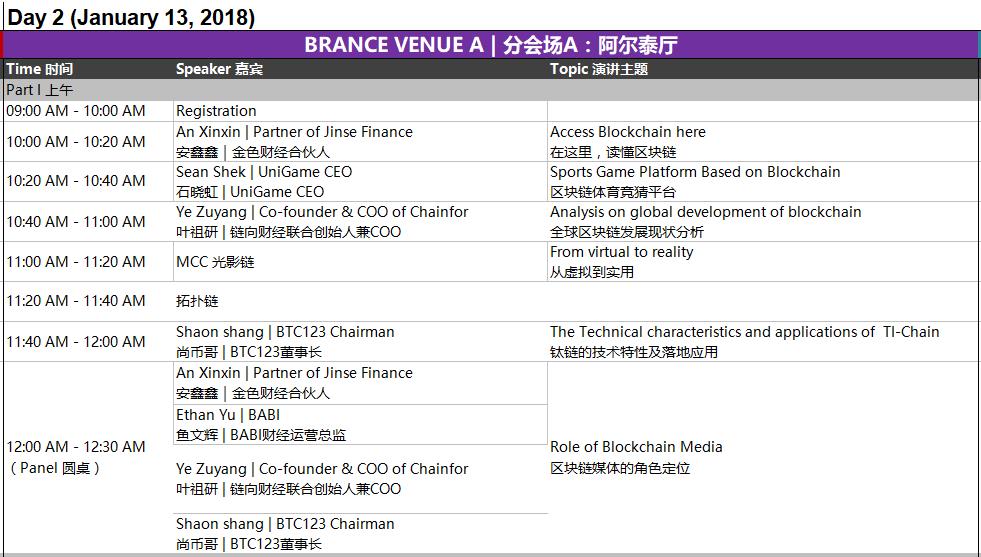 Day 2 (January 13, 2018)
BRANCE VENUE A | 分会场A：阿尔泰厅
Time 时间 Speaker 嘉宾 Topic 演讲主题
Part I 上午
09:00 AM - 10:00 AM Registration
10:00 AM - 10:20 AM
An Xinxin | Partner of Jinse Finance
安鑫鑫 | 金色财经合伙人
Access Blockchain here
在这里，读懂区块链
10:20 AM - 10:40 AM
Sean Shek | UniGame CEO
石晓虹 | UniGame CEO
Sports Game Platform Based on Blockchain
区块链体育竞猜平台
10:40 AM - 11:00 AM
Ye Zuyang | Co-founder & COO of Chainfor
叶祖研 | 链向财经联合创始人兼COO
Analysis on global development of blockchain
全球区块链发展现状分析
11:00 AM - 11:20 AM
MCC 光影链
From virtual to reality
从虚拟到实用
11:20 AM - 11:40 AM
拓扑链
11:40 AM - 12:00 AM
Shaon shang | BTC123 Chairman
尚币哥 | BTC123董事长
The Technical characteristics and applications of TI-Chain
钛链的技术特性及落地应用
12:00 AM - 12:30 AM
（Panel 圆桌）
An Xinxin | Partner of Jinse Finance
安鑫鑫 | 金色财经合伙人
Ethan Yu | BABI
鱼文辉 | BABI财经运营总监
Ye Zuyang | Co-founder & COO of Chainfor
叶祖研 | 链向财经联合创始人兼COO
Shaon shang | BTC123 Chairman
尚币哥 | BTC123董事长
Role of Blockchain Media
区块链媒体的角色定位